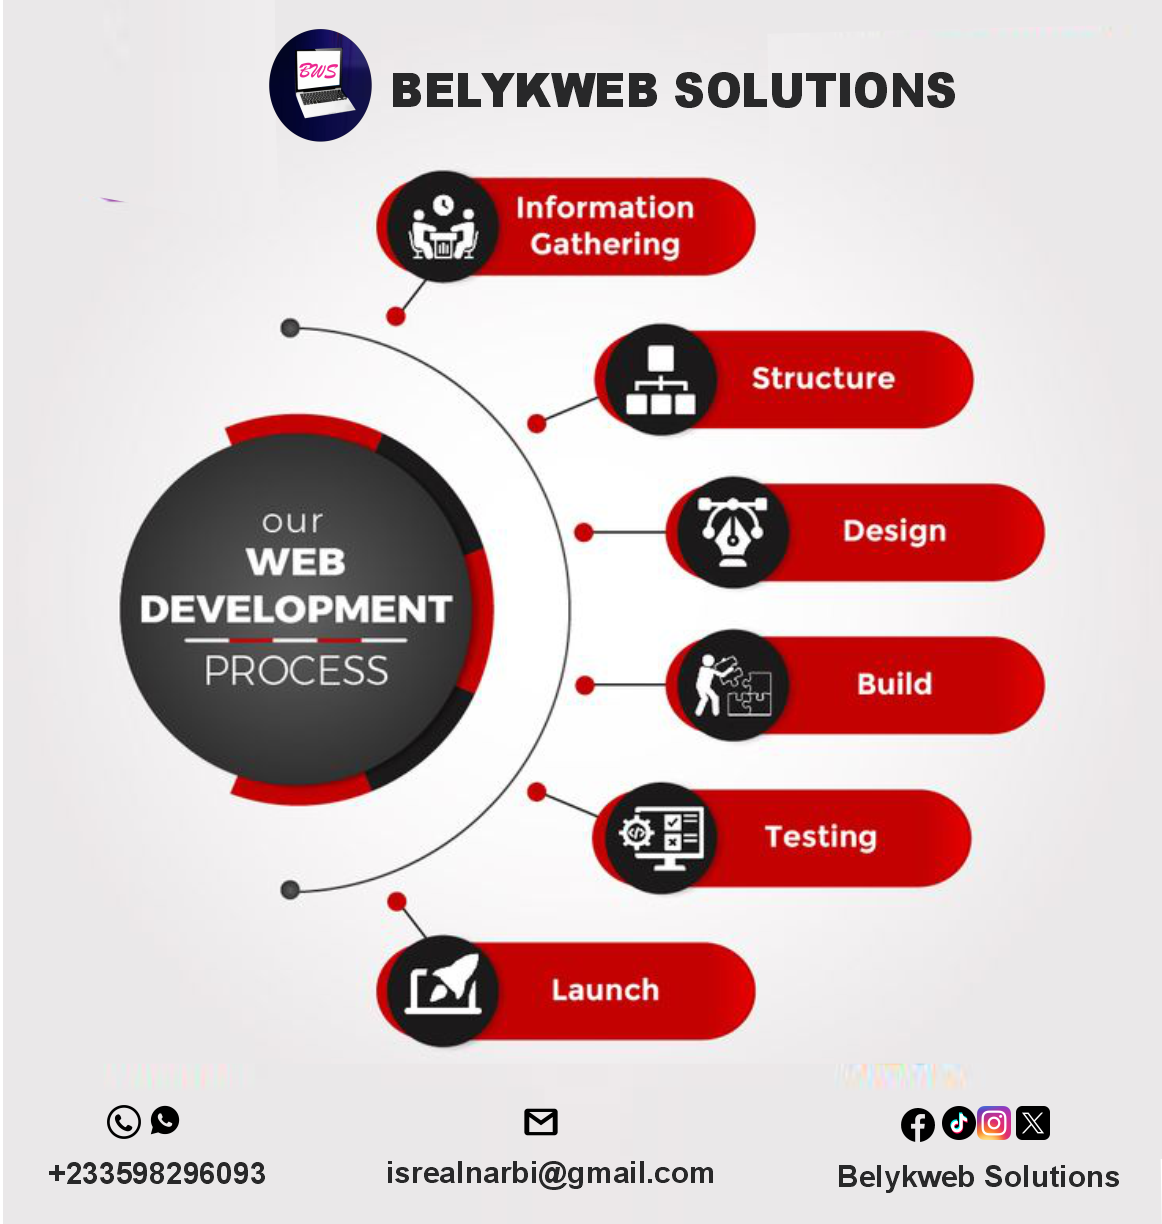 BWS
BELYKWEB SOLUTIONS
Information
Gathering
Structure
Design
our
WEB
DEVELOPMENT
PROCESS
Build
Testing
Launch
+233598296093
isrealnarbi@gmail.com
Belykweb Solutions